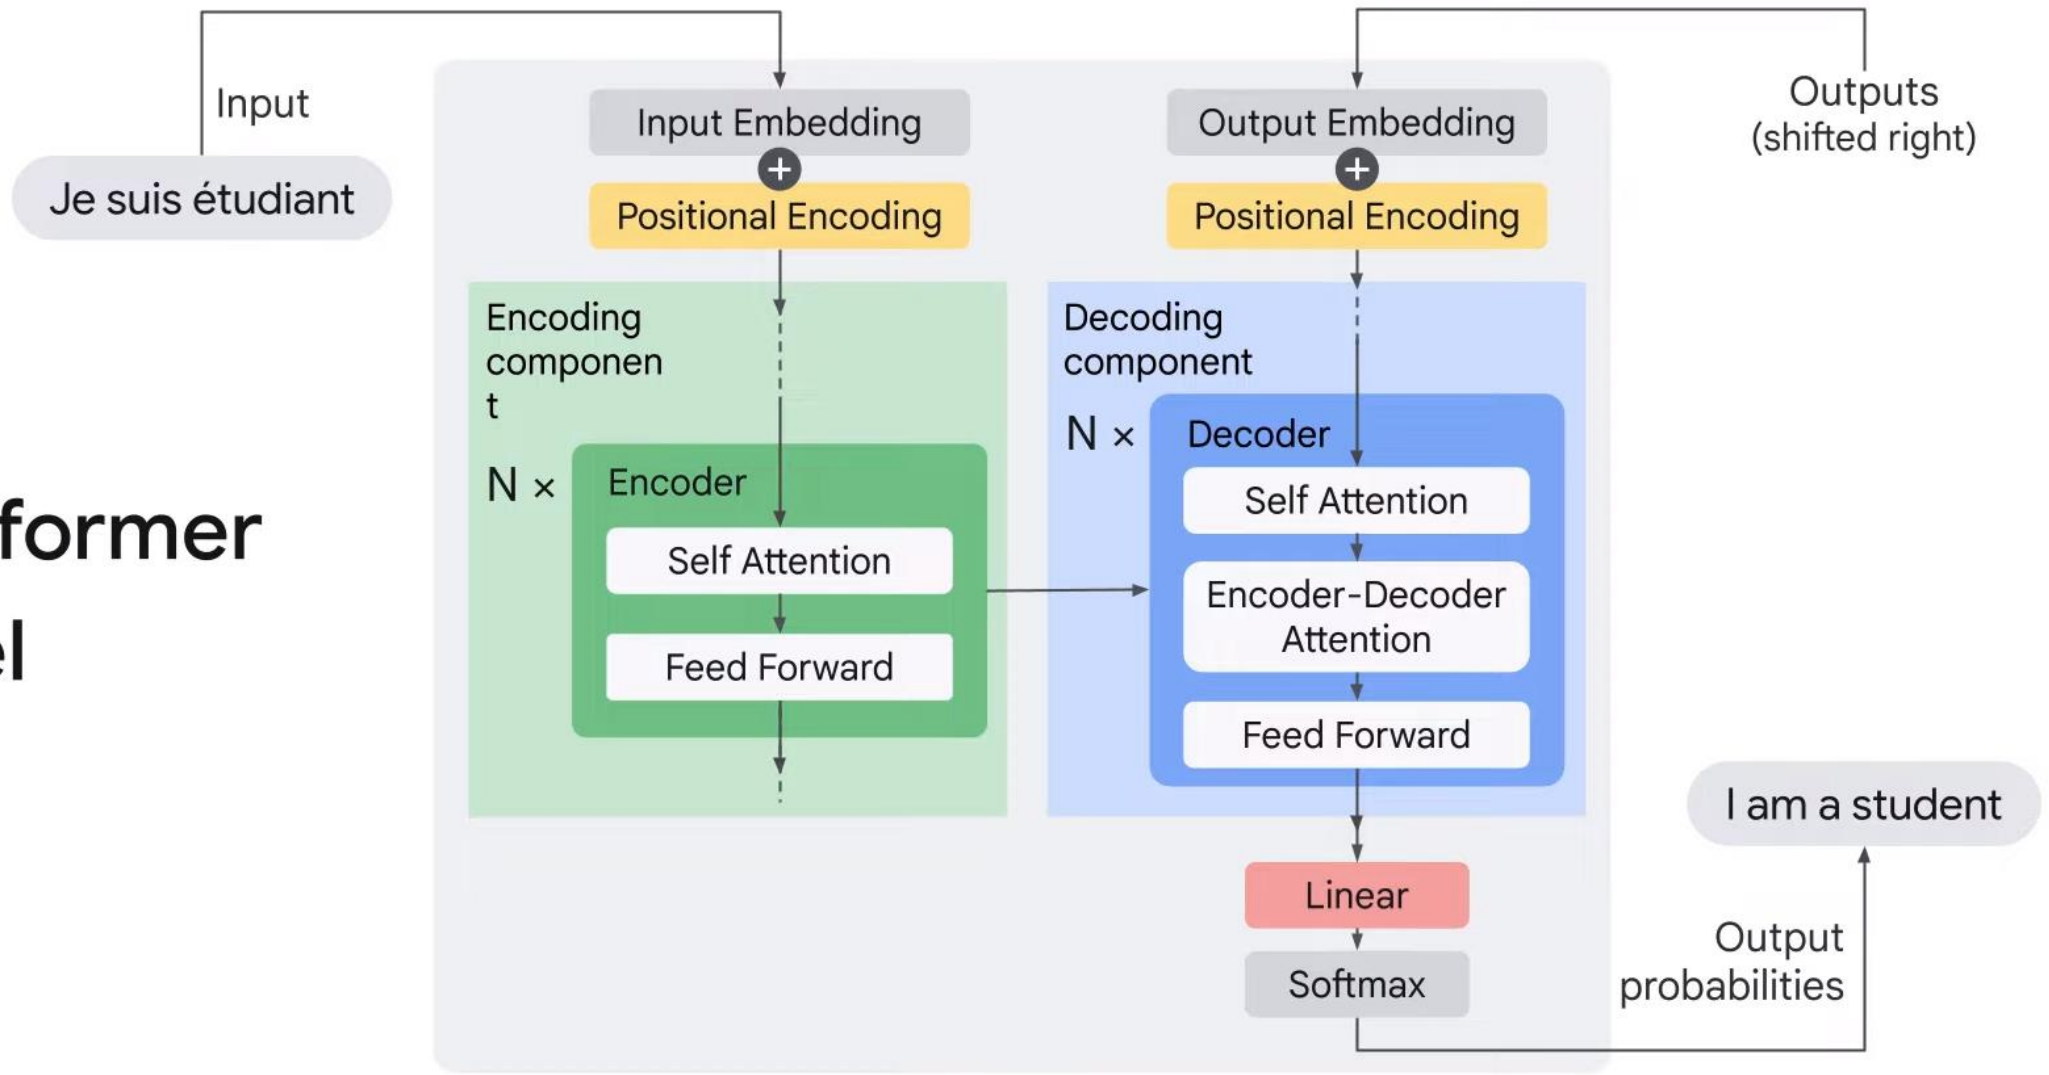 Input
Je suis étudiant
Input Embedding
+
Positional Encoding
Encoding
componen
t
N ×
Encoder
Self Attention
Feed Forward
Outputs
(shifted right)
Output Embedding
+
Positional Encoding
Decoding
component
N ×
Decoder
Self Attention
Encoder-Decoder
Attention
Feed Forward
Linear
Softmax
Output
probabilities
I am a student
former
el